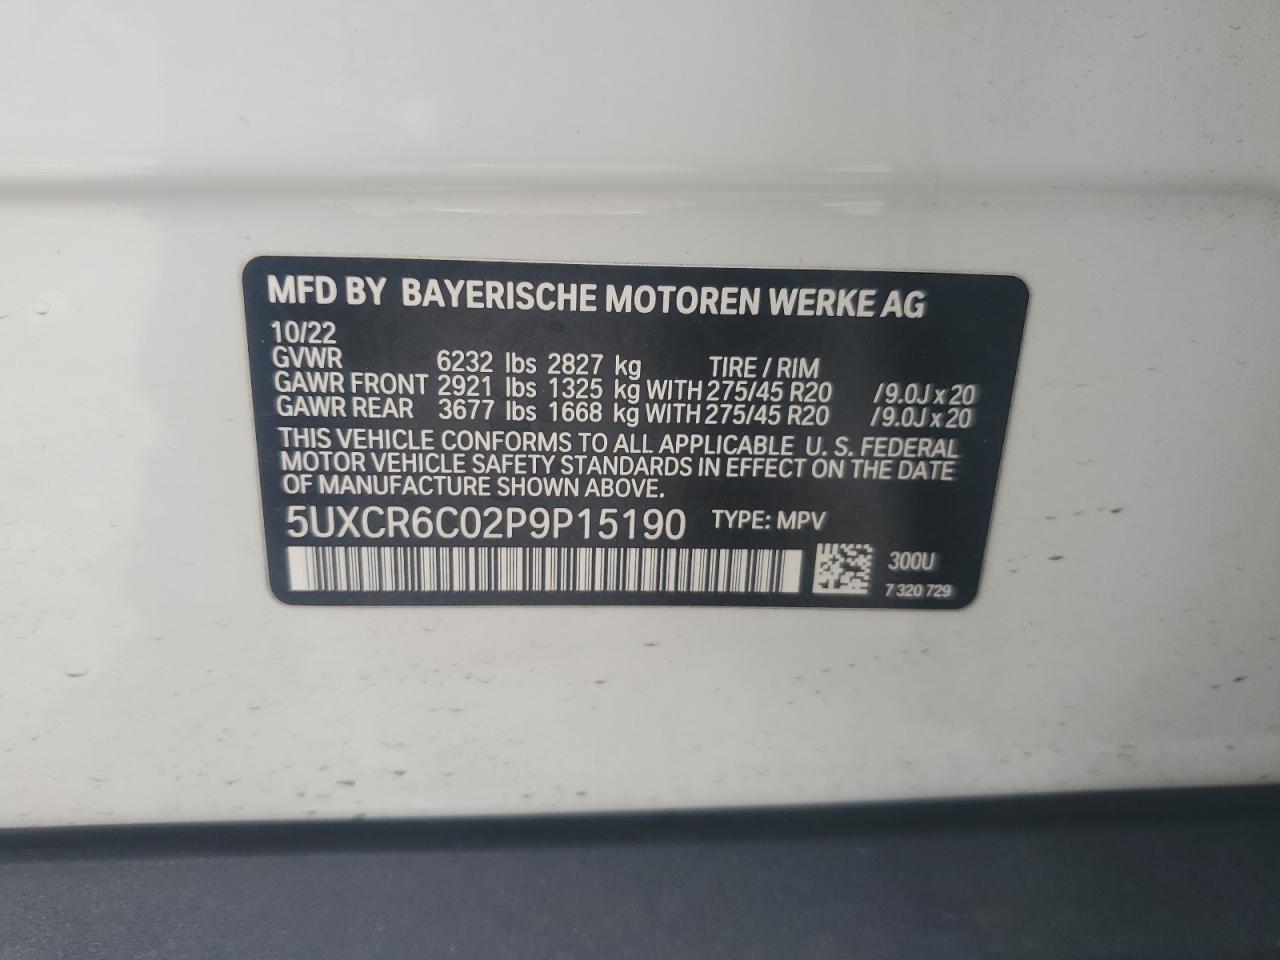 MFD BY BAYERISCHE MOTOREN WERKE AG
10/22
GVWR 6232 lbs 2827 kg TIRE / RIM
GAWR FRONT 2921 lbs 1325 kg WITH 275/45 R20 /9.0J x 20
GAWR REAR 3677 lbs 1668 kg WITH 275/45 R20 /9.0J x 20
THIS VEHICLE CONFORMS TO ALL APPLICABLE U. S. FEDERAL
MOTOR VEHICLE SAFETY STANDARDS IN EFFECT ON THE DATE
OF MANUFACTURE SHOWN ABOVE.
5UXCR6C02P9P15190 TYPE: MPV
300U
7 320 729